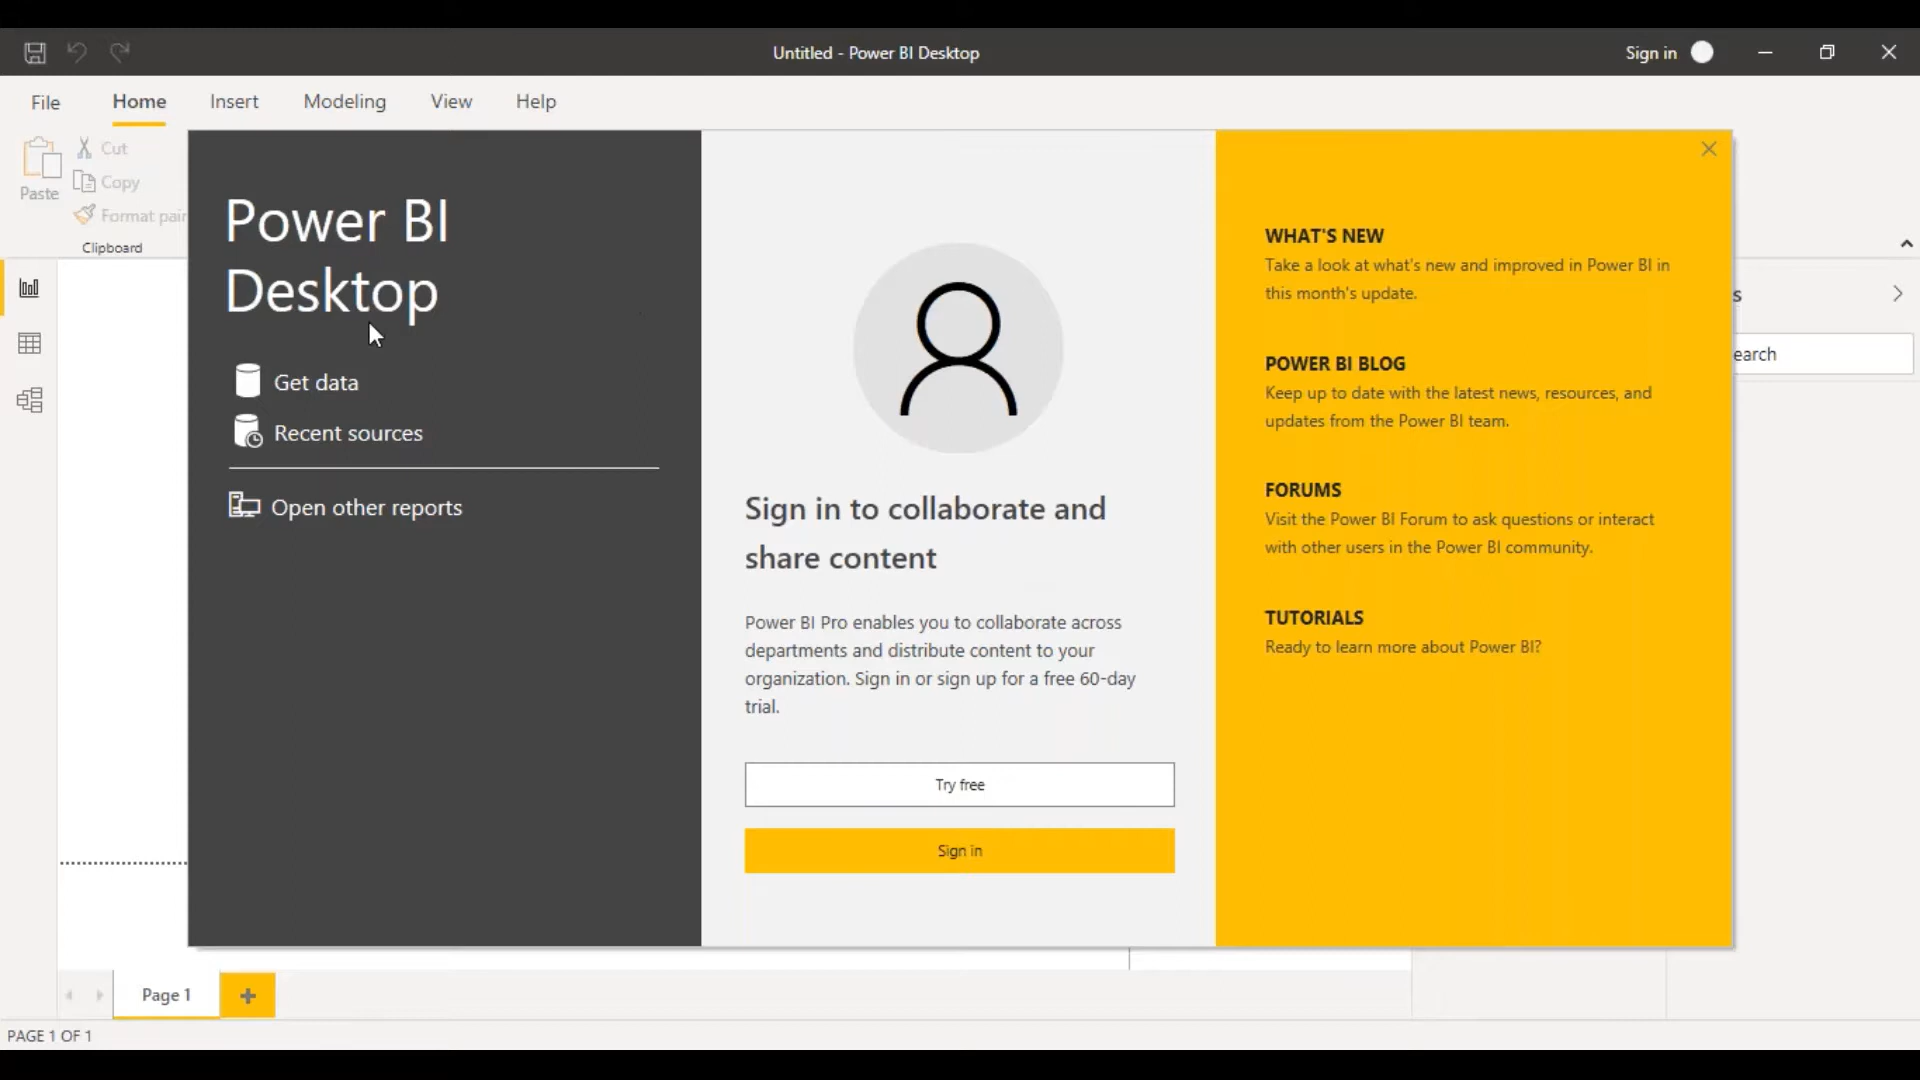 Untitled - Power BI Desktop
Sign in
File Home Insert Modeling View Help
Paste
Cut
Copy
Format pain
Clipboard
Power BI
Desktop
Get data
Recent sources
Open other reports
Sign in to collaborate and
share content
Power BI Pro enables you to collaborate across
departments and distribute content to your
organization. Sign in or sign up for a free 60-day
trial.
Try free
Sign in
WHAT'S NEW
Take a look at what's new and improved in Power BI in
this month's update.
POWER BI BLOG
Keep up to date with the latest news, resources, and
updates from the Power BI team.
FORUMS
Visit the Power BI Forum to ask questions or interact
with other users in the Power BI community.
TUTORIALS
Ready to learn more about Power BI?
s
earch
Page 1
PAGE 1 OF 1